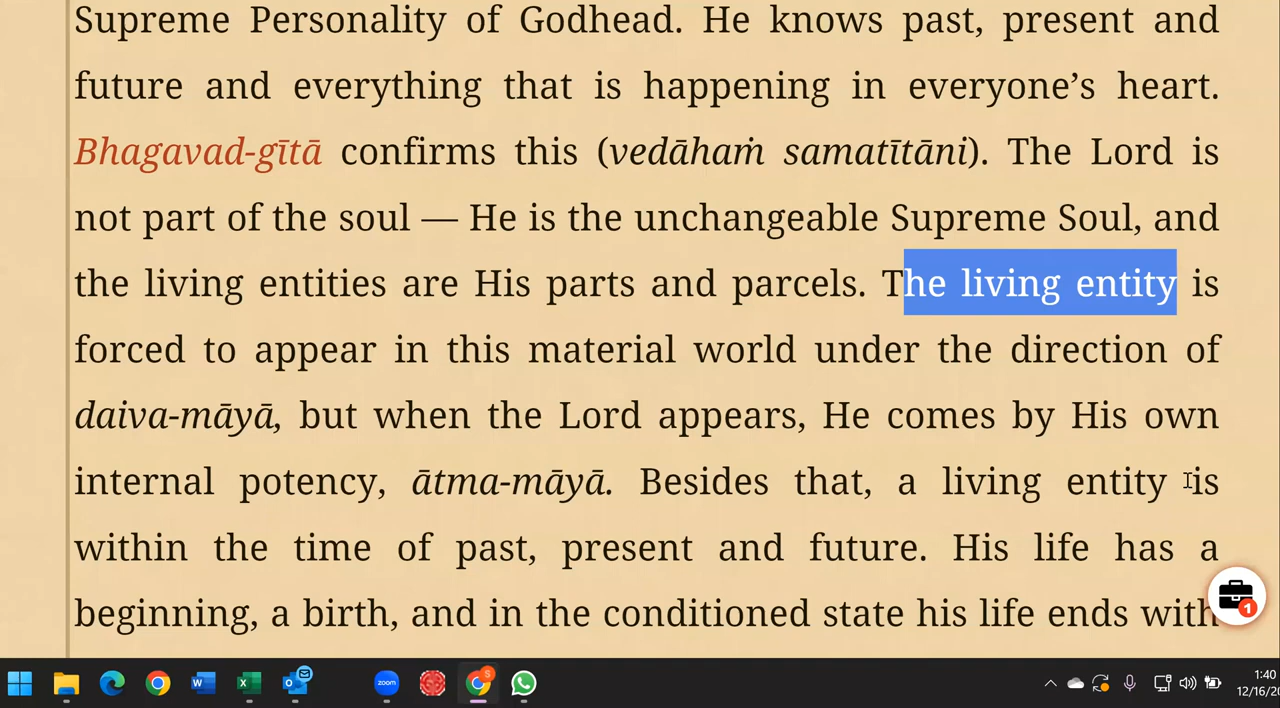 Supreme Personality of Godhead. He knows past, present and
future and everything that is happening in everyone’s heart.
Bhagavad-gītā confirms this (vedāhaṁ samatītāni). The Lord is
not part of the soul — He is the unchangeable Supreme Soul, and
the living entities are His parts and parcels. The living entity is
forced to appear in this material world under the direction of
daiva-māyā, but when the Lord appears, He comes by His own
internal potency, ātma-māyā. Besides that, a living entity is
within the time of past, present and future. His life has a
beginning, a birth, and in the conditioned state his life ends with
1
zoom
S
1:40
12/16/20